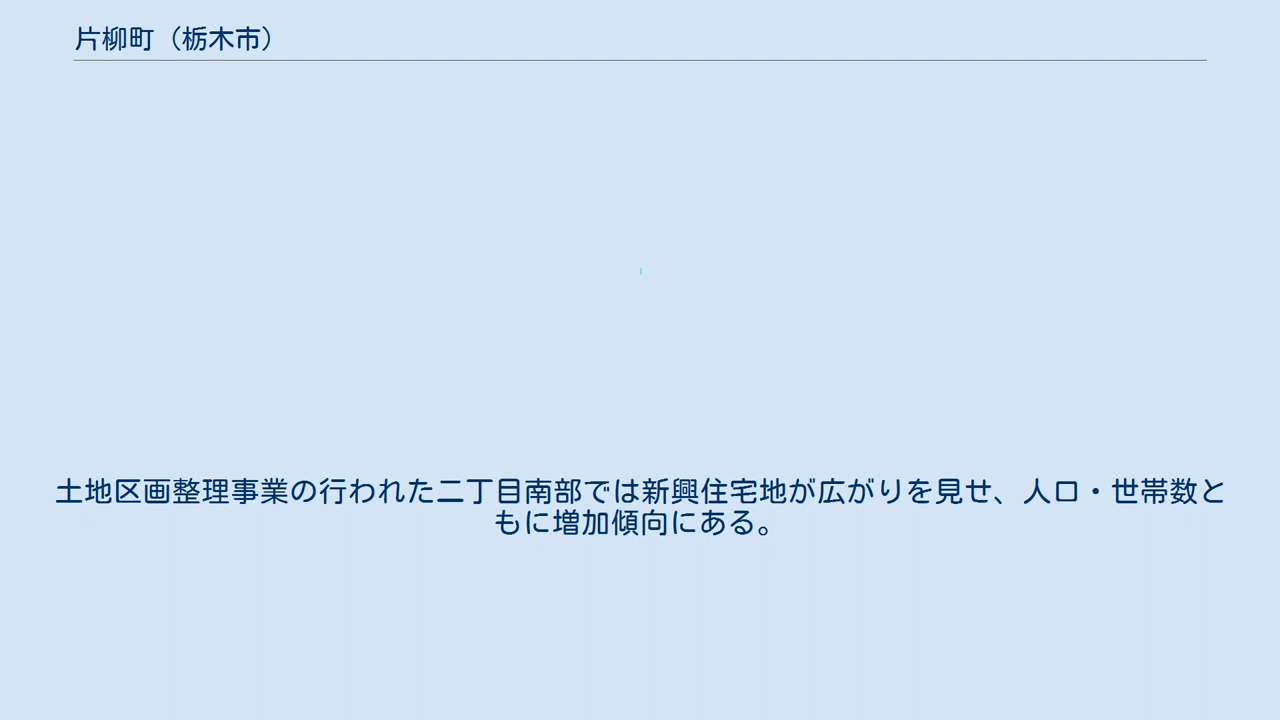 片柳町（栃木市）
土地区画整理事業の行われた二丁目南部では新興住宅地が広がりを見せ、人口・世帯数と
もに増加傾向にある。